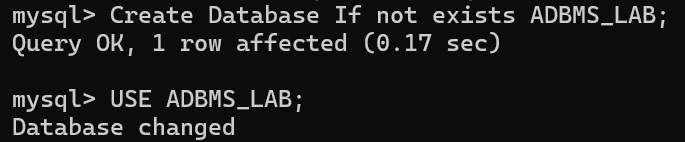 mysql> Create Database If not exists ADBMS_LAB;
Query OK, 1 row affected (0.17 sec)
mysql> USE ADBMS_LAB;
Database changed